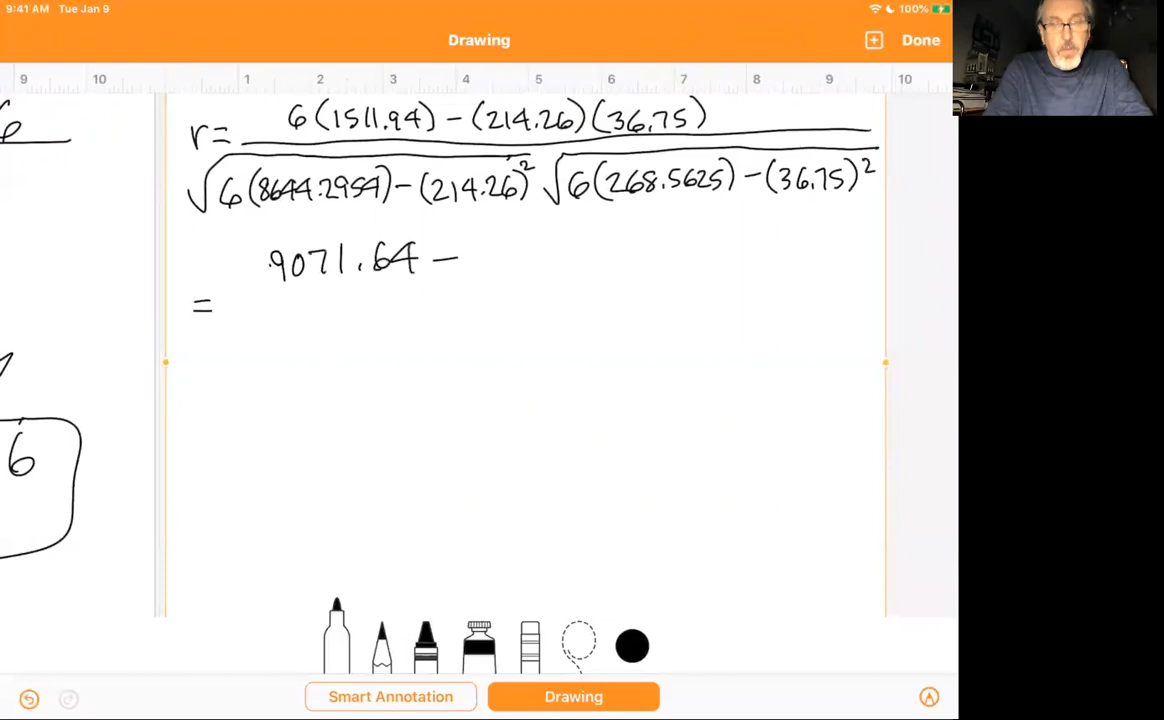 9:41 AM Tue Jan 9
100%
Drawing
Done
9 10 1 2 3 4 5 6 7 8 9 10
6(1511.94) − (214.26)(36.75)
r =
√6(8644.2954) − (214.26)² √6(268.5625) − (36.75)²
9071.64 −
=
6
Smart Annotation
Drawing